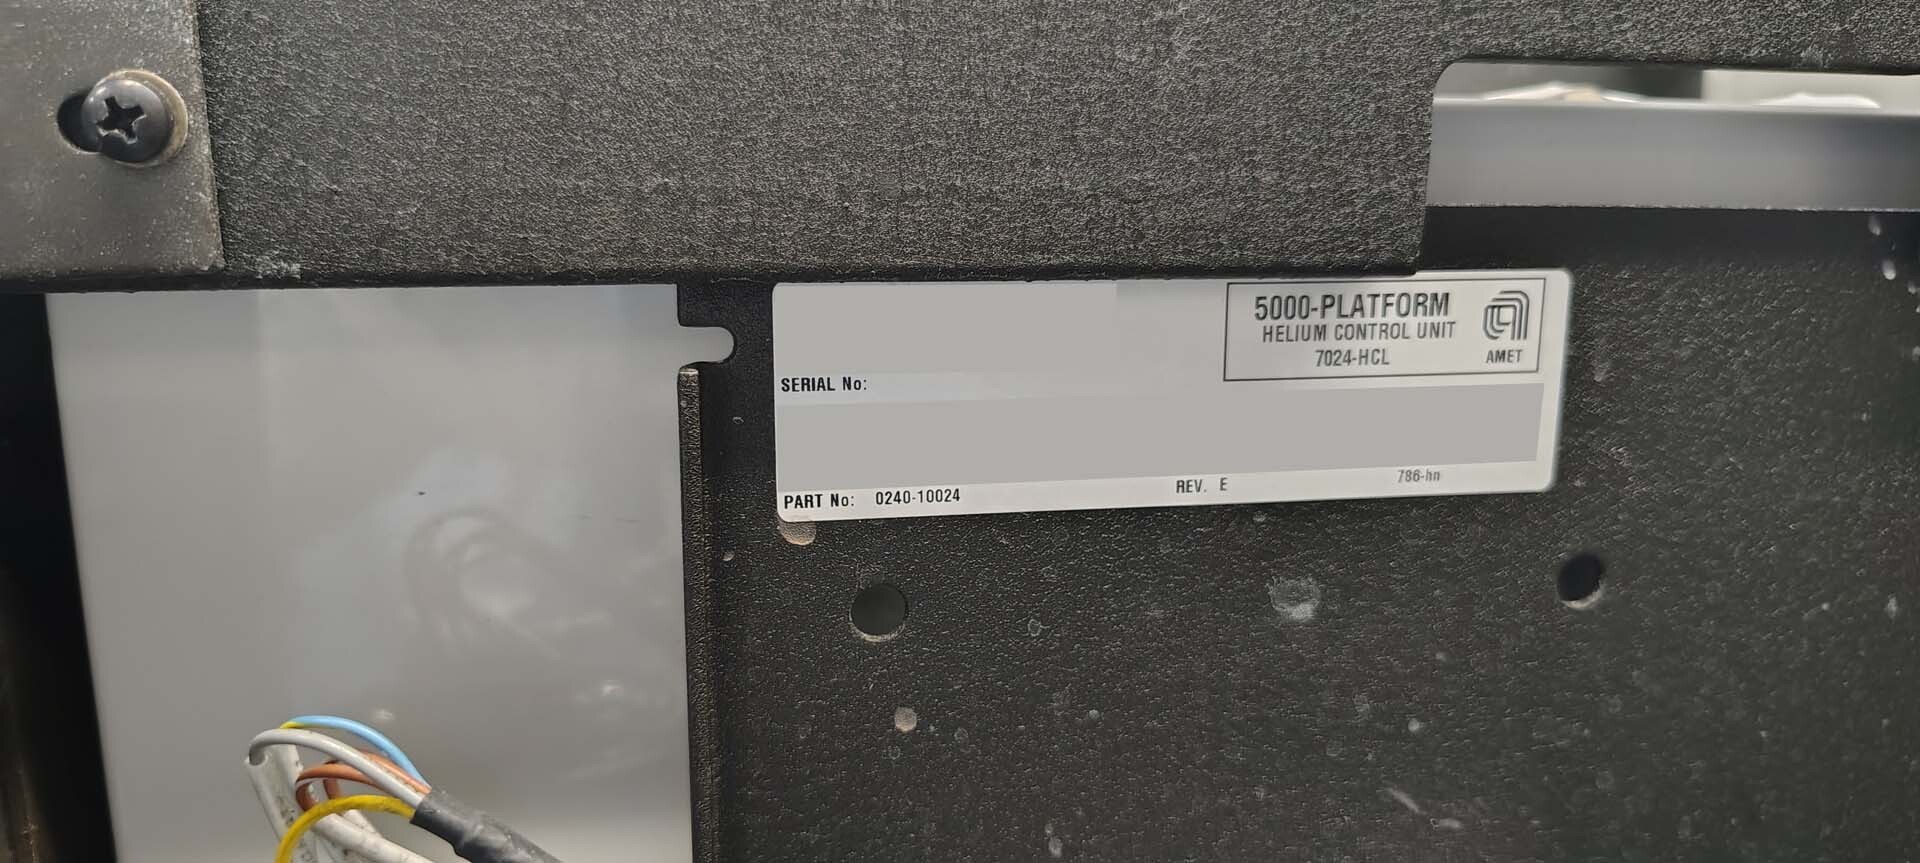 5000-PLATFORM
HELIUM CONTROL UNIT
7024-HCL
AMET
SERIAL No:
PART No: 0240-10024 REV. E 786-hn